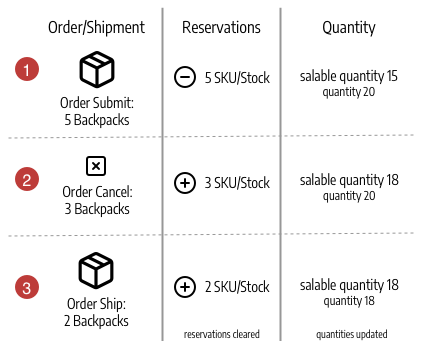 Order/Shipment
Reservations
Quantity
1
Order Submit:
5 Backpacks
5 SKU/Stock
salable quantity 15
quantity 20
2
Order Cancel:
3 Backpacks
3 SKU/Stock
salable quantity 18
quantity 20
3
Order Ship:
2 Backpacks
2 SKU/Stock
salable quantity 18
quantity 18
reservations cleared
quantities updated